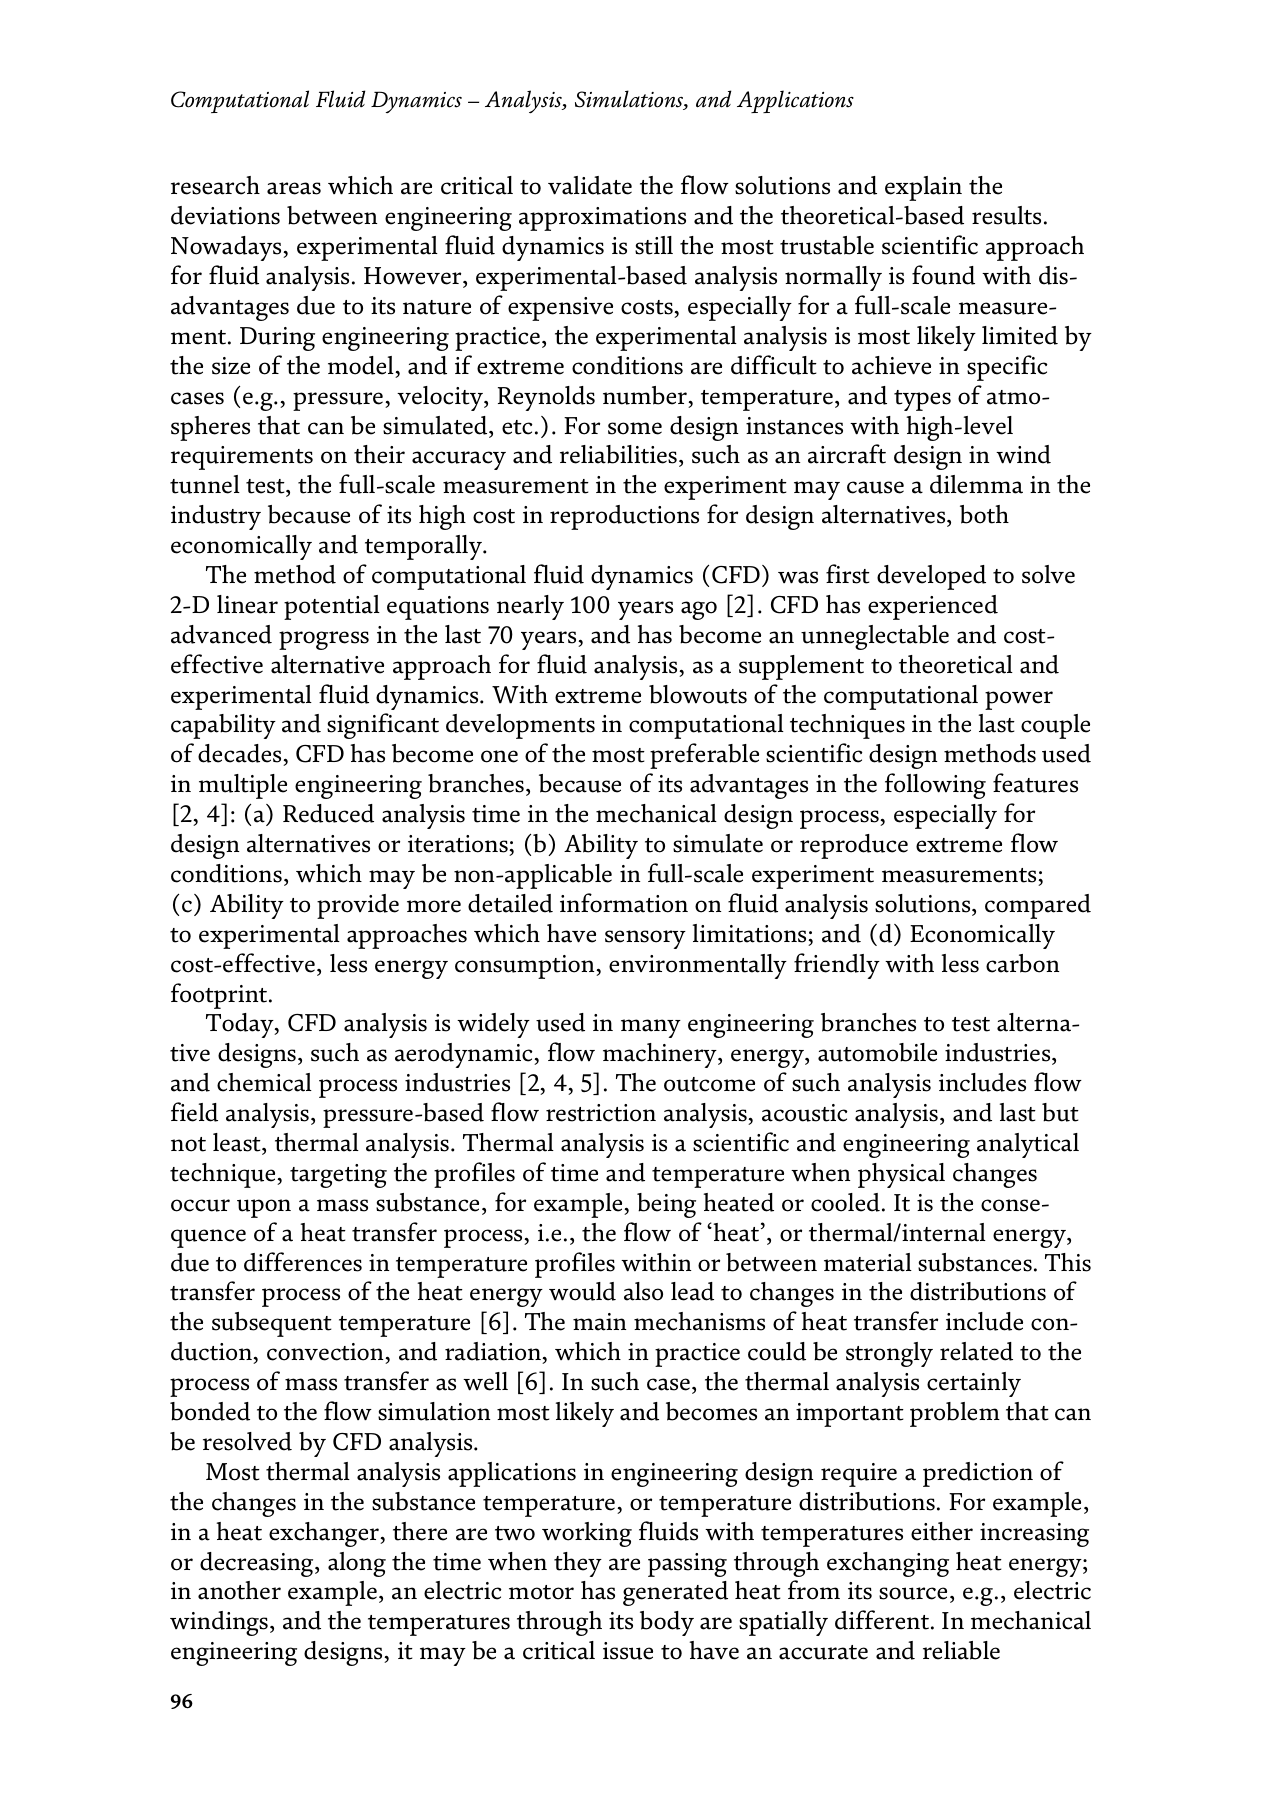 Computational Fluid Dynamics – Analysis, Simulations, and Applications
research areas which are critical to validate the flow solutions and explain the
deviations between engineering approximations and the theoretical-based results.
Nowadays, experimental fluid dynamics is still the most trustable scientific approach
for fluid analysis. However, experimental-based analysis normally is found with dis-
advantages due to its nature of expensive costs, especially for a full-scale measure-
ment. During engineering practice, the experimental analysis is most likely limited by
the size of the model, and if extreme conditions are difficult to achieve in specific
cases (e.g., pressure, velocity, Reynolds number, temperature, and types of atmo-
spheres that can be simulated, etc.). For some design instances with high-level
requirements on their accuracy and reliabilities, such as an aircraft design in wind
tunnel test, the full-scale measurement in the experiment may cause a dilemma in the
industry because of its high cost in reproductions for design alternatives, both
economically and temporally.
The method of computational fluid dynamics (CFD) was first developed to solve
2-D linear potential equations nearly 100 years ago [2]. CFD has experienced
advanced progress in the last 70 years, and has become an unneglectable and cost-
effective alternative approach for fluid analysis, as a supplement to theoretical and
experimental fluid dynamics. With extreme blowouts of the computational power
capability and significant developments in computational techniques in the last couple
of decades, CFD has become one of the most preferable scientific design methods used
in multiple engineering branches, because of its advantages in the following features
[2, 4]: (a) Reduced analysis time in the mechanical design process, especially for
design alternatives or iterations; (b) Ability to simulate or reproduce extreme flow
conditions, which may be non-applicable in full-scale experiment measurements;
(c) Ability to provide more detailed information on fluid analysis solutions, compared
to experimental approaches which have sensory limitations; and (d) Economically
cost-effective, less energy consumption, environmentally friendly with less carbon
footprint.
Today, CFD analysis is widely used in many engineering branches to test alterna-
tive designs, such as aerodynamic, flow machinery, energy, automobile industries,
and chemical process industries [2, 4, 5]. The outcome of such analysis includes flow
field analysis, pressure-based flow restriction analysis, acoustic analysis, and last but
not least, thermal analysis. Thermal analysis is a scientific and engineering analytical
technique, targeting the profiles of time and temperature when physical changes
occur upon a mass substance, for example, being heated or cooled. It is the conse-
quence of a heat transfer process, i.e., the flow of ‘heat’, or thermal/internal energy,
due to differences in temperature profiles within or between material substances. This
transfer process of the heat energy would also lead to changes in the distributions of
the subsequent temperature [6]. The main mechanisms of heat transfer include con-
duction, convection, and radiation, which in practice could be strongly related to the
process of mass transfer as well [6]. In such case, the thermal analysis certainly
bonded to the flow simulation most likely and becomes an important problem that can
be resolved by CFD analysis.
Most thermal analysis applications in engineering design require a prediction of
the changes in the substance temperature, or temperature distributions. For example,
in a heat exchanger, there are two working fluids with temperatures either increasing
or decreasing, along the time when they are passing through exchanging heat energy;
in another example, an electric motor has generated heat from its source, e.g., electric
windings, and the temperatures through its body are spatially different. In mechanical
engineering designs, it may be a critical issue to have an accurate and reliable
96